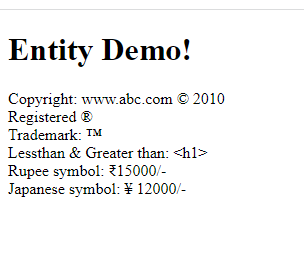 Entity Demo!
Copyright: www.abc.com © 2010
Registered ®
Trademark: ™
Lessthan & Greater than: <h1>
Rupee symbol: ₹15000/-
Japanese symbol: ¥ 12000/-